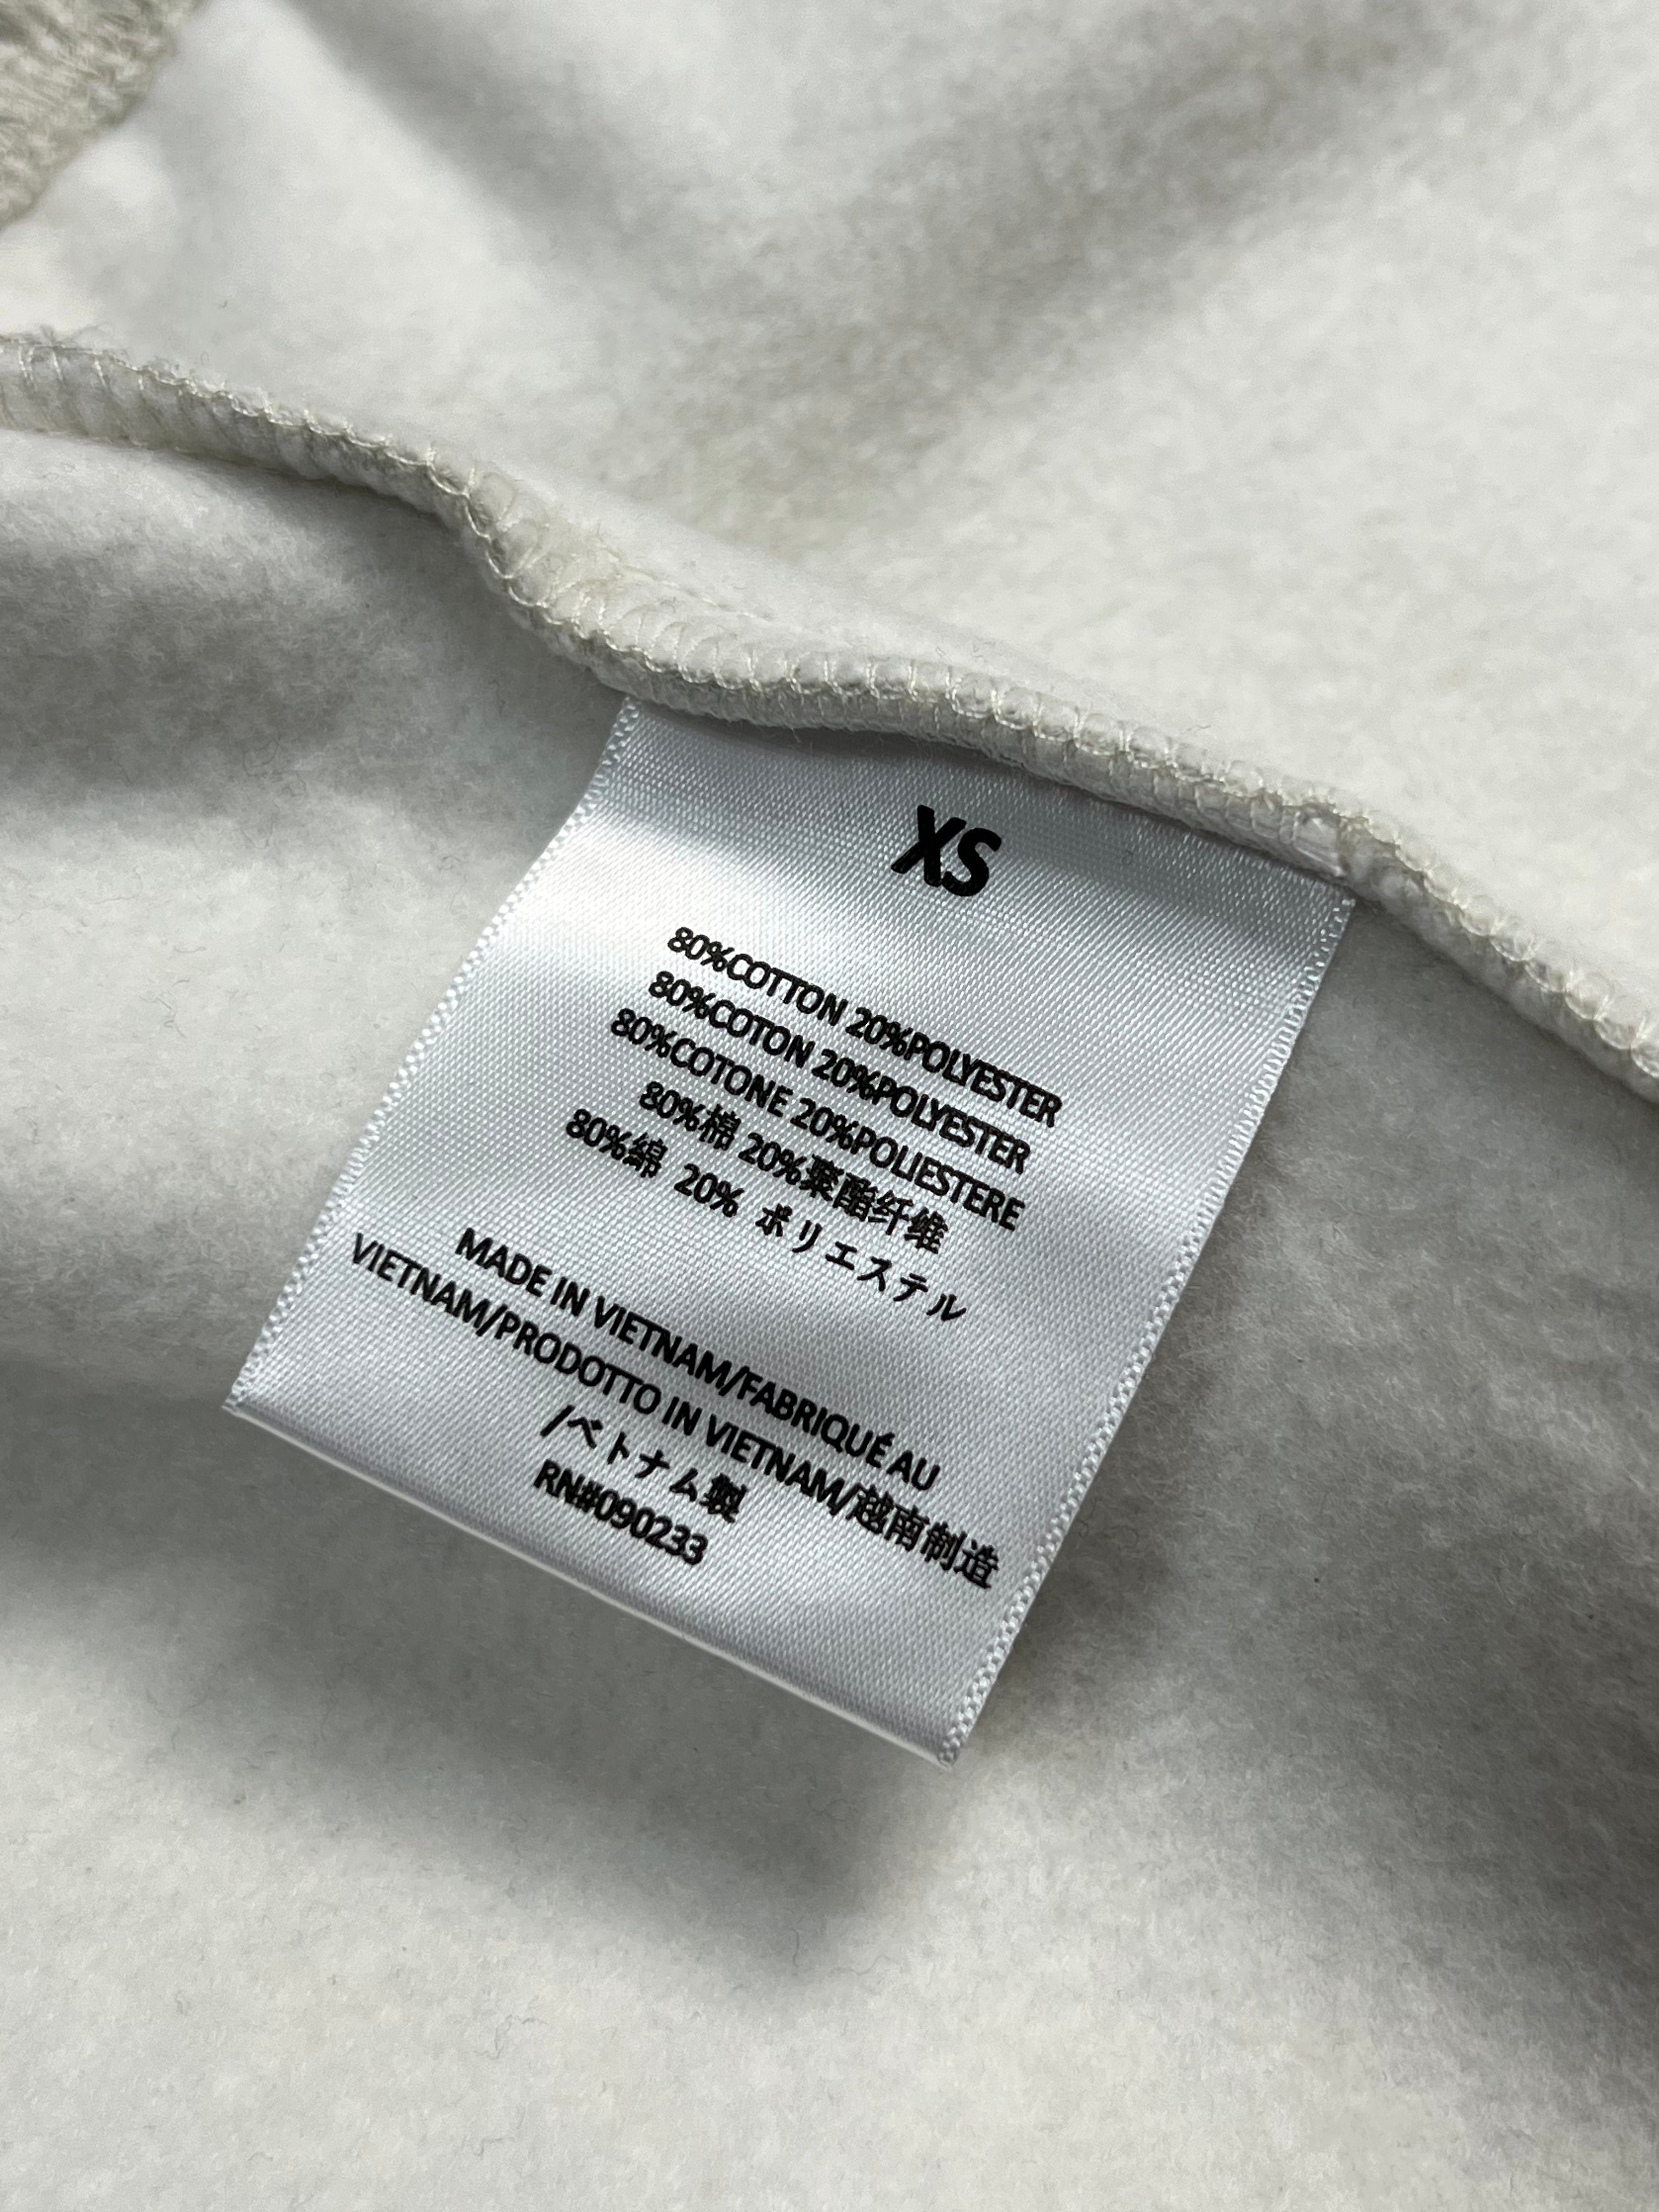 XS
80%COTTON 20%POLYESTER
80%COTON 20%POLYESTER
80%COTONE 20%POLIESTERE
80%棉 20%聚酯纤维
80%綿 20% ポリエステル
MADE IN VIETNAM/FABRIQUÉ AU
VIETNAM/PRODOTTO IN VIETNAM/越南制造
/ベトナム製
RN#090233